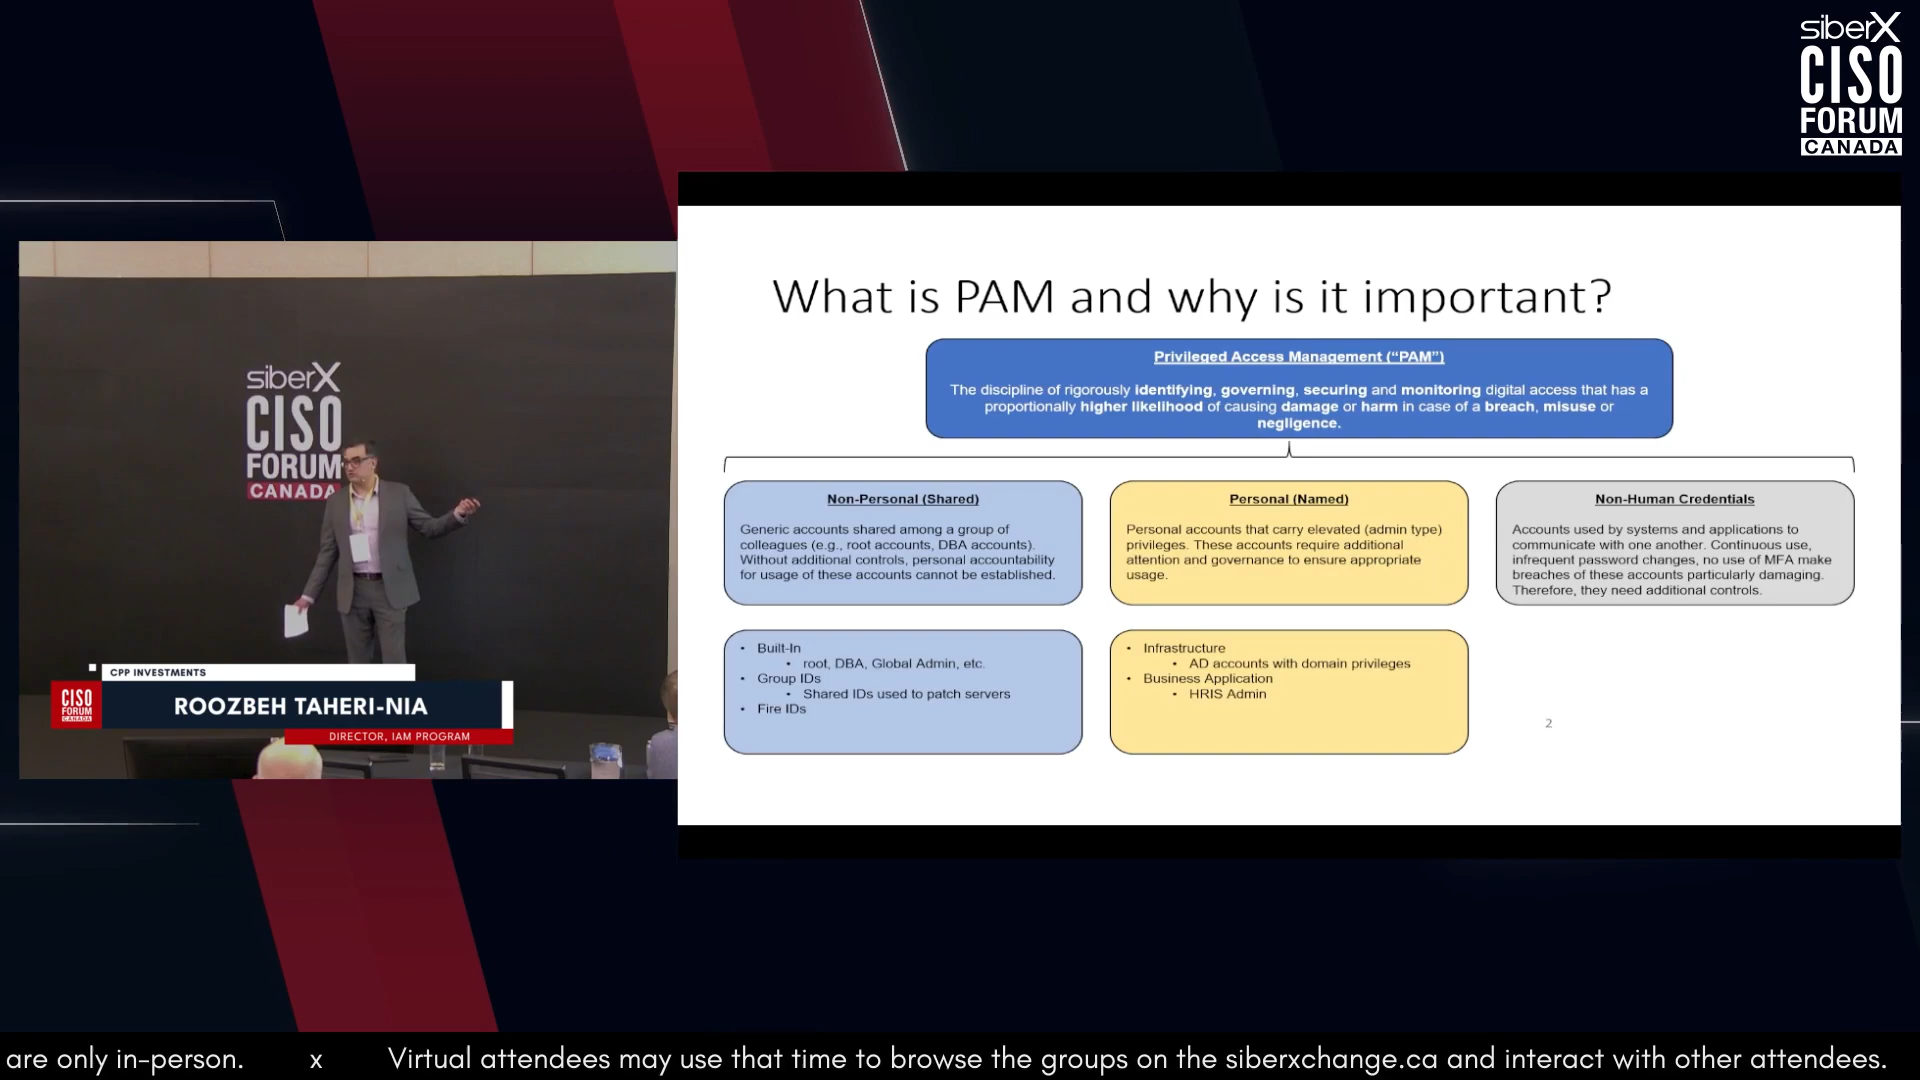 siberX
CISO
FORUM
CANADA
What is PAM and why is it important?
Privileged Access Management (“PAM”)
The discipline of rigorously identifying, governing, securing and monitoring digital access that has a
proportionally higher likelihood of causing damage or harm in case of a breach, misuse or
negligence.
Non-Personal (Shared)
Generic accounts shared among a group of
colleagues (e.g., root accounts, DBA accounts).
Without additional controls, personal accountability
for usage of these accounts cannot be established.
Personal (Named)
Personal accounts that carry elevated (admin type)
privileges. These accounts require additional
attention and governance to ensure appropriate
usage.
Non-Human Credentials
Accounts used by systems and applications to
communicate with one another. Continuous use,
infrequent password changes, no use of MFA make
breaches of these accounts particularly damaging.
Therefore, they need additional controls.
• Built-In
• root, DBA, Global Admin, etc.
• Group IDs
• Shared IDs used to patch servers
• Fire IDs
• Infrastructure
• AD accounts with domain privileges
• Business Application
• HRIS Admin
2
siberX
CISO
FORUM
CANADA
CPP INVESTMENTS
CISO
FORUM
CANADA
ROOZBEH TAHERI-NIA
DIRECTOR, IAM PROGRAM
are only in-person. x Virtual attendees may use that time to browse the groups on the siberxchange.ca and interact with other attendees.